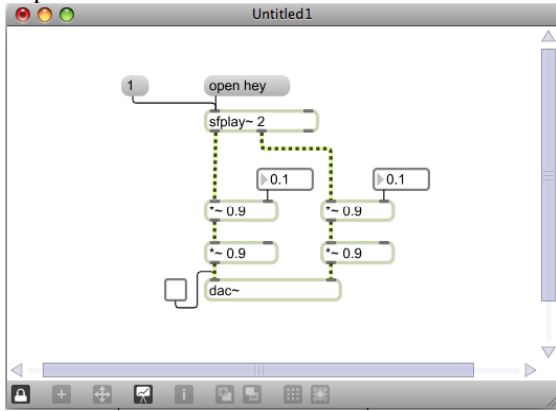 Untitled1
1
open hey
sfplay~ 2
0.1
0.1
*~ 0.9
*~ 0.9
*~ 0.9
*~ 0.9
dac~